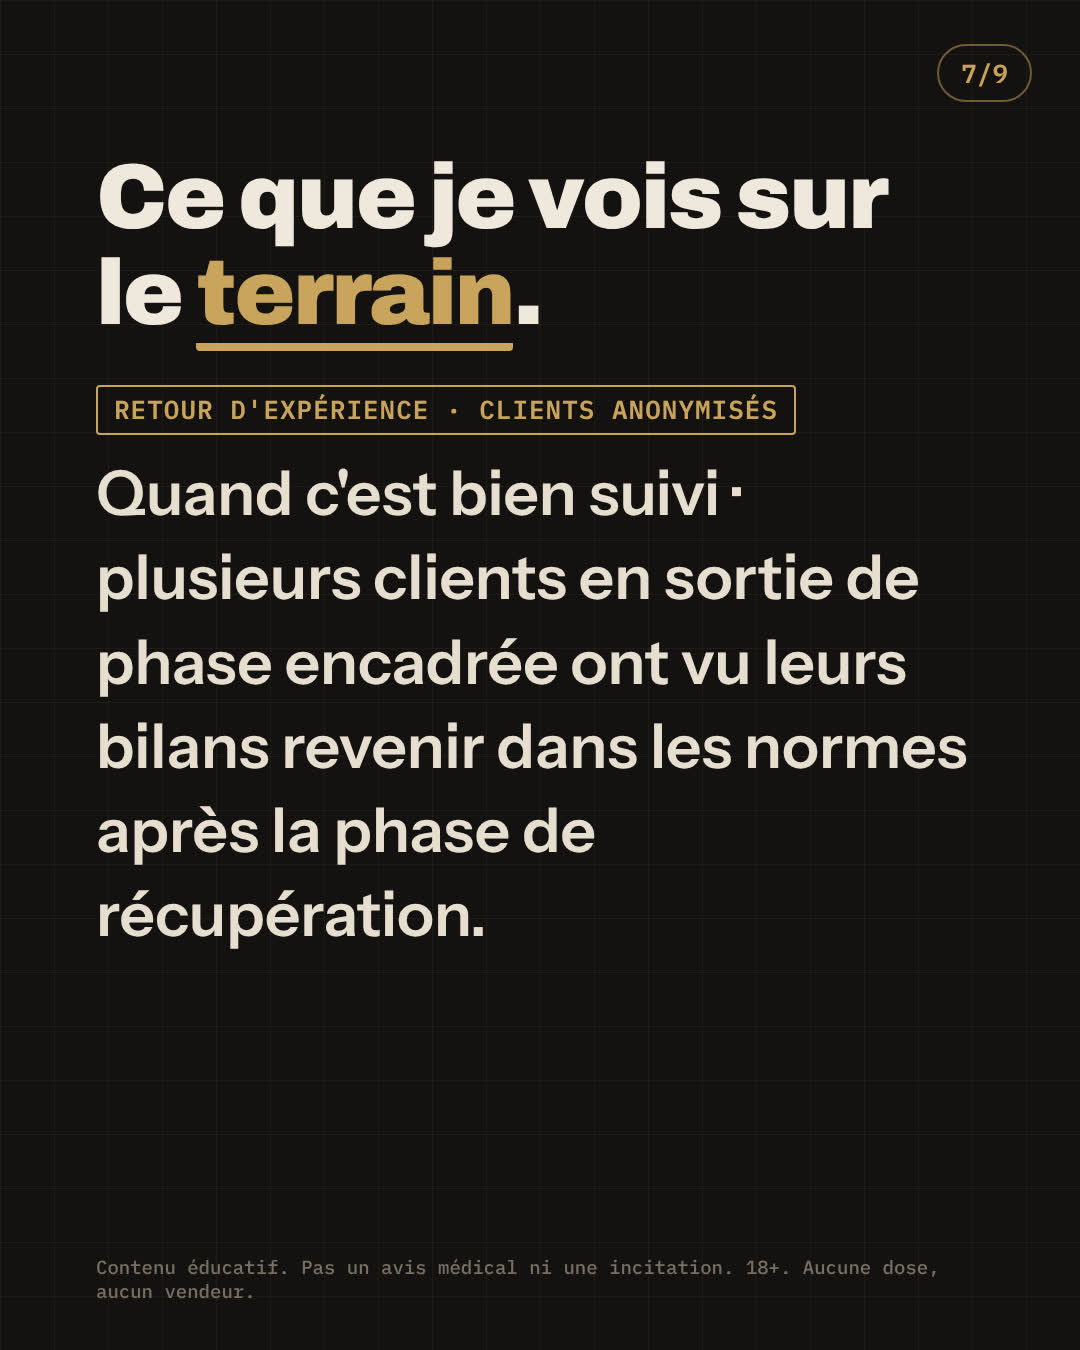 7/9
Ce que je vois sur
le terrain.
RETOUR D'EXPÉRIENCE · CLIENTS ANONYMISÉS
Quand c'est bien suivi ·
plusieurs clients en sortie de
phase encadrée ont vu leurs
bilans revenir dans les normes
après la phase de
récupération.
Contenu éducatif. Pas un avis médical ni une incitation. 18+. Aucune dose,
aucun vendeur.